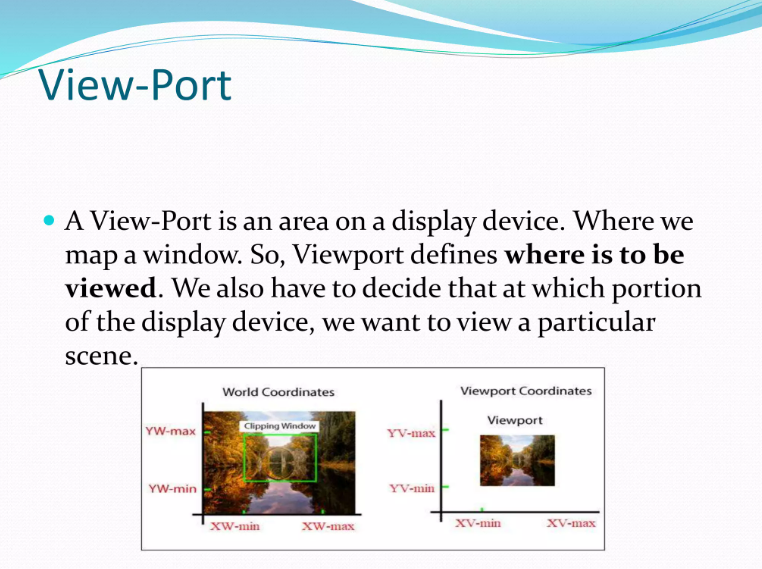 View-Port
A View-Port is an area on a display device. Where we
map a window. So, Viewport defines where is to be
viewed. We also have to decide that at which portion
of the display device, we want to view a particular
scene.
World Coordinates
Clipping Window
YW-max
YW-min
XW-min XW-max
Viewport Coordinates
Viewport
YV-max
YV-min
XV-min XV-max